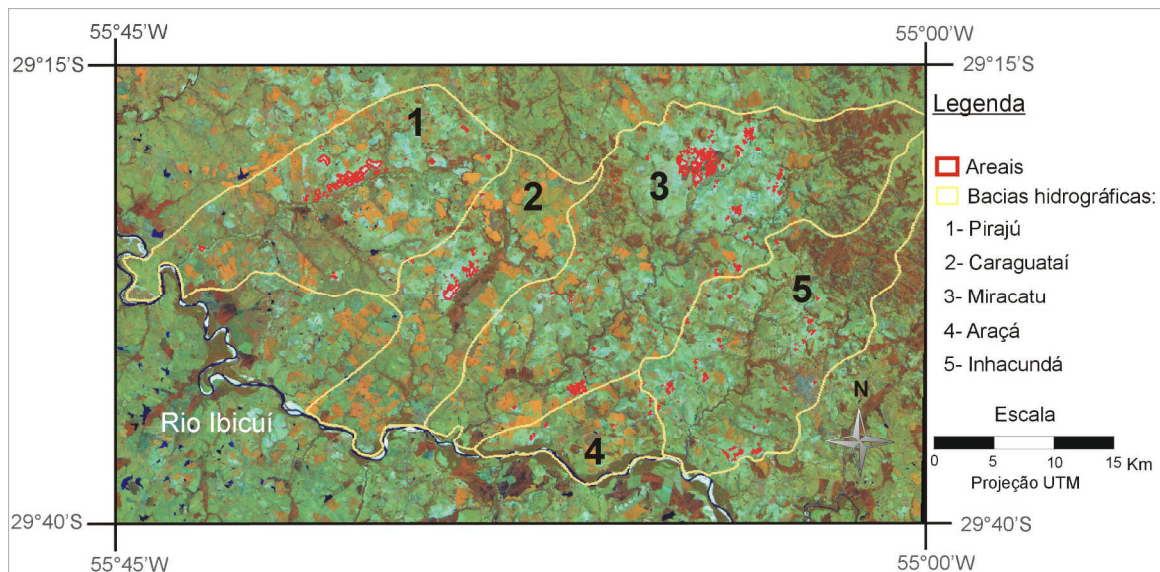 55°45'W
55°00'W
29°15'S
29°15'S
Legenda
Areais
Bacias hidrográficas:
1- Pirajú
2- Caraguataí
3- Miracatu
4- Araçá
5- Inhacundá
1
2
3
4
5
N
Rio Ibicuí
Escala
0 5 10 15 Km
Projeção UTM
29°40'S
29°40'S
55°45'W
55°00'W